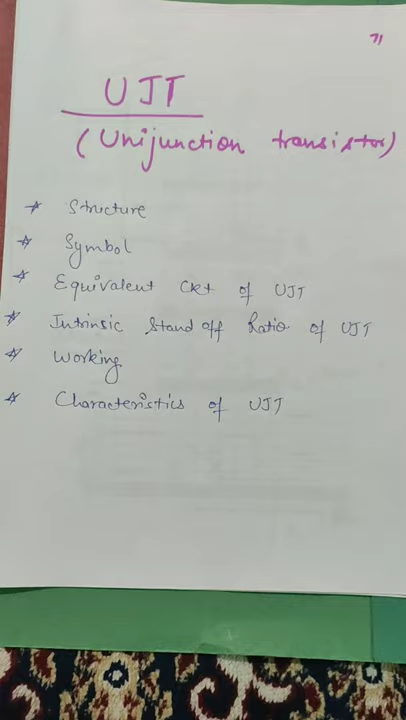 71
UJT
(Unijunction transistor)
☆ Structure
☆ Symbol
☆ Equivalent Ckt of UJT
☆ Intrinsic Stand off Ratio of UJT
☆ Working
☆ Characteristics of UJT